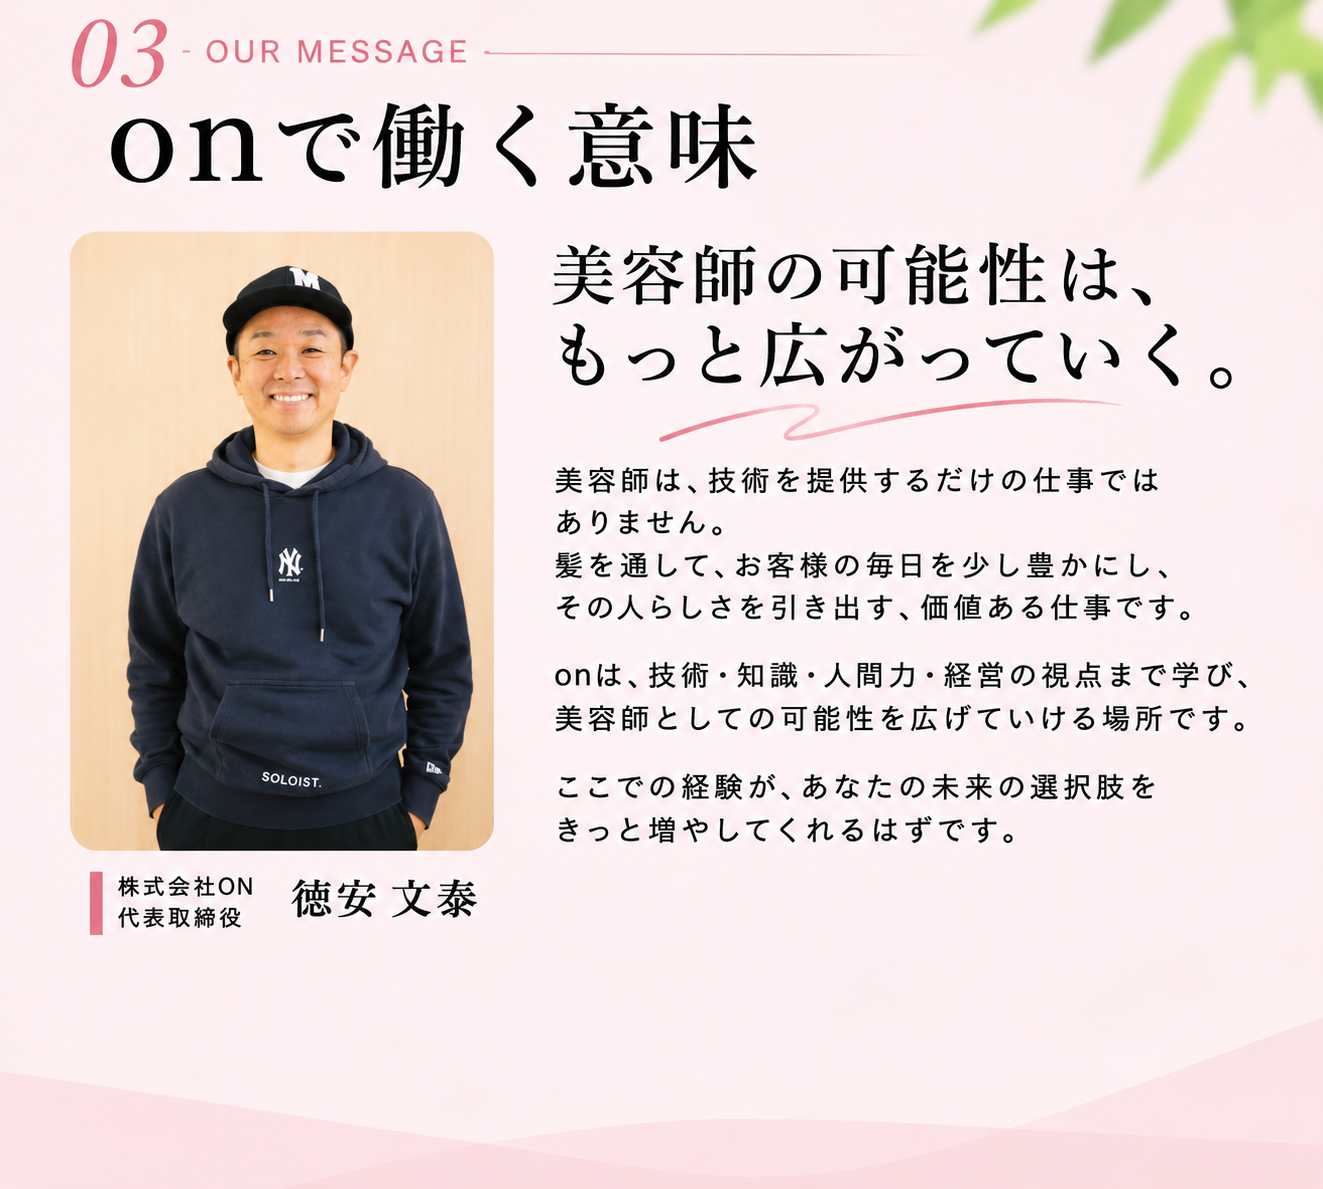 03 - OUR MESSAGE
onで働く意味
美容師の可能性は、
もっと広がっていく。
美容師は、技術を提供するだけの仕事では
ありません。
髪を通して、お客様の毎日を少し豊かにし、
その人らしさを引き出す、価値ある仕事です。
onは、技術・知識・人間力・経営の視点まで学び、
美容師としての可能性を広げていける場所です。
ここでの経験が、あなたの未来の選択肢を
きっと増やしてくれるはずです。
M
NY
SOLOIST.
株式会社ON
代表取締役
徳安 文泰